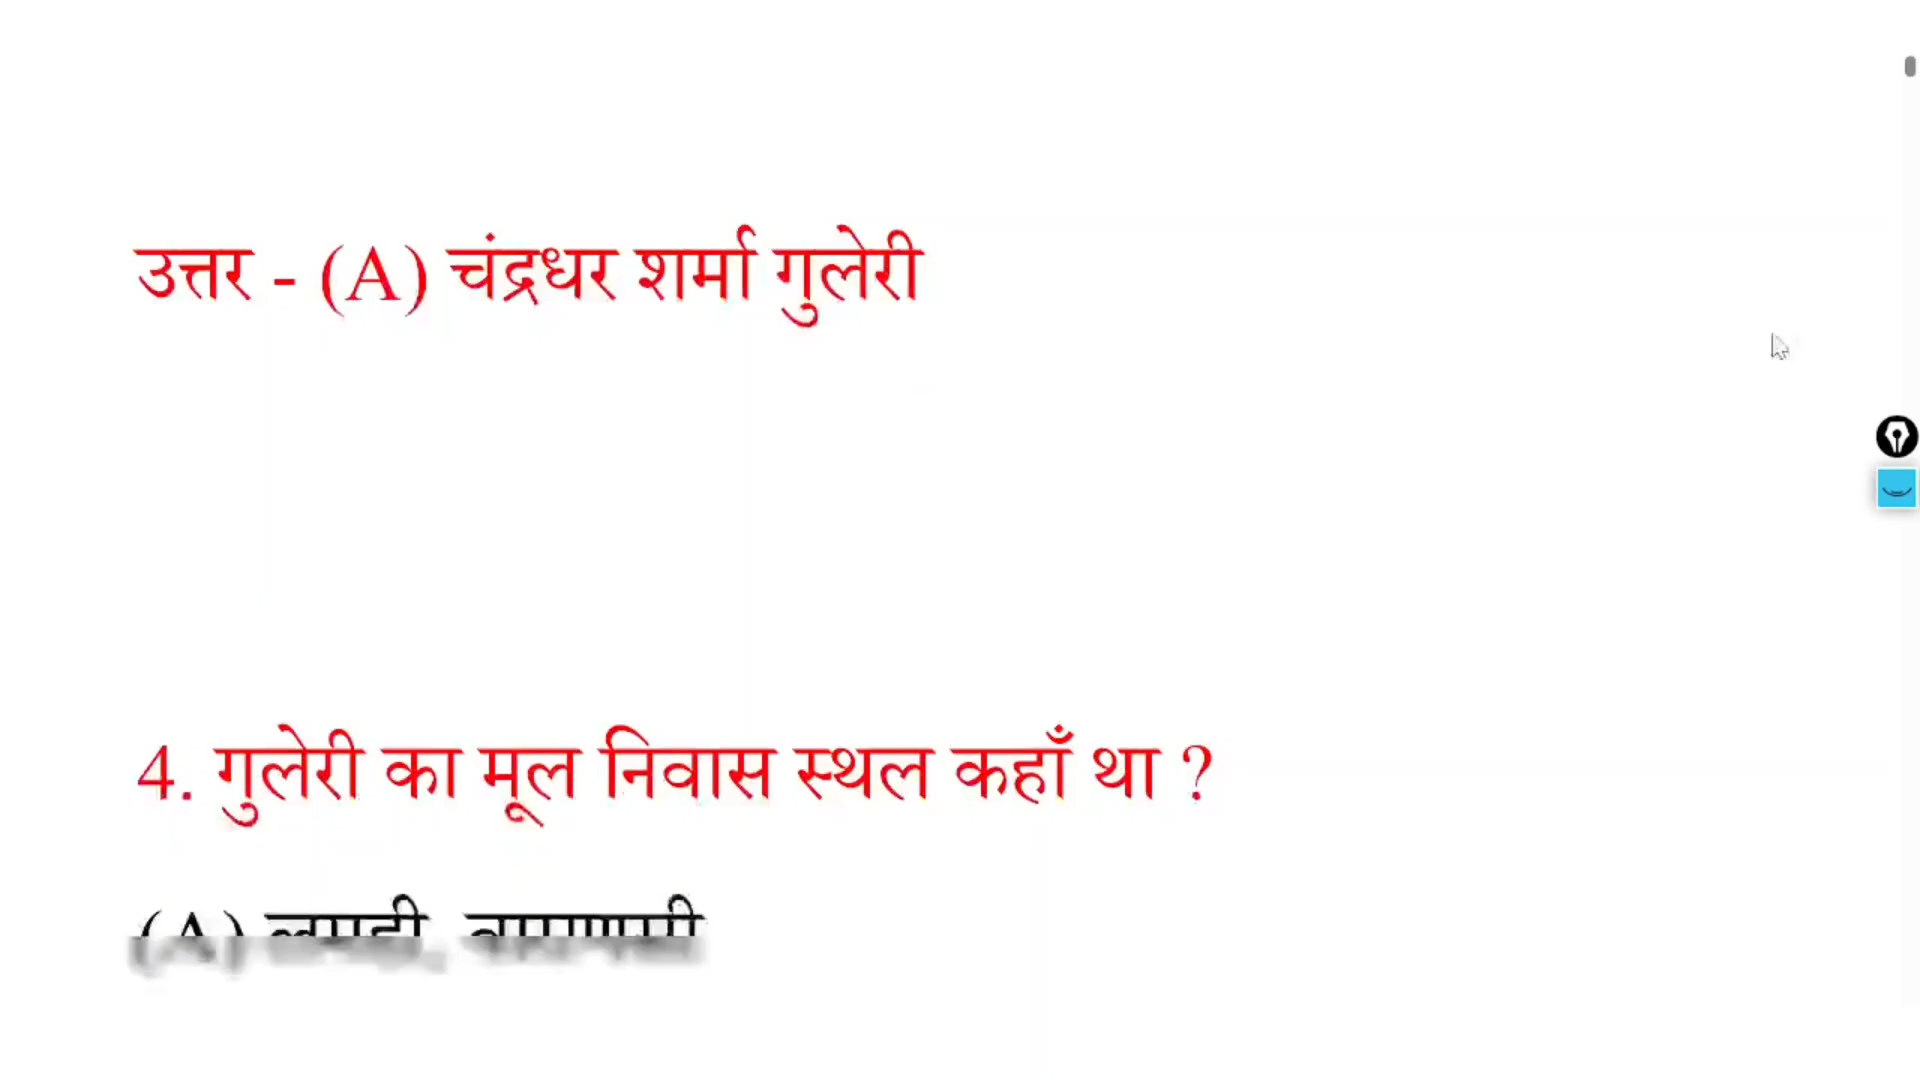 उत्तर - (A) चंद्रधर शर्मा गुलेरी
4. गुलेरी का मूल निवास स्थल कहाँ था ?
(A)